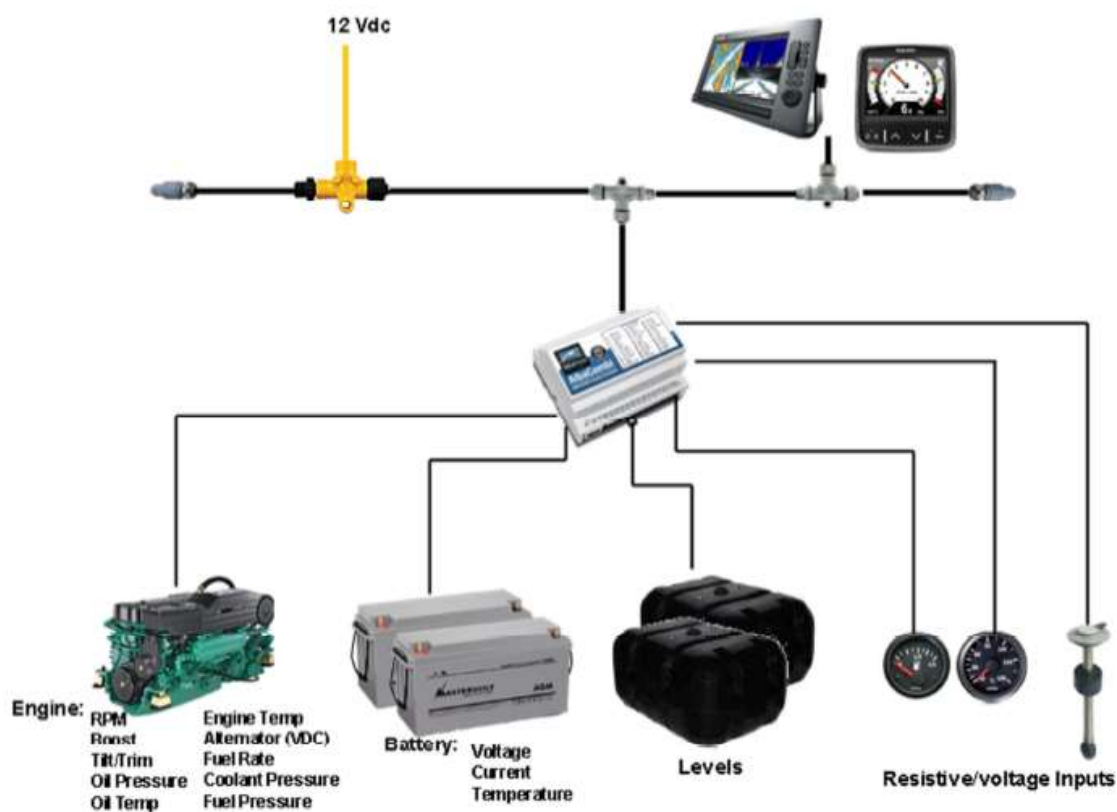 12 Vdc
Engine:
RPM
Boost
Tilt/Trim
Oil Pressure
Oil Temp
Engine Temp
Alternator (VDC)
Fuel Rate
Coolant Pressure
Fuel Pressure
Battery:
Voltage
Current
Temperature
Levels
Resistive/voltage Inputs